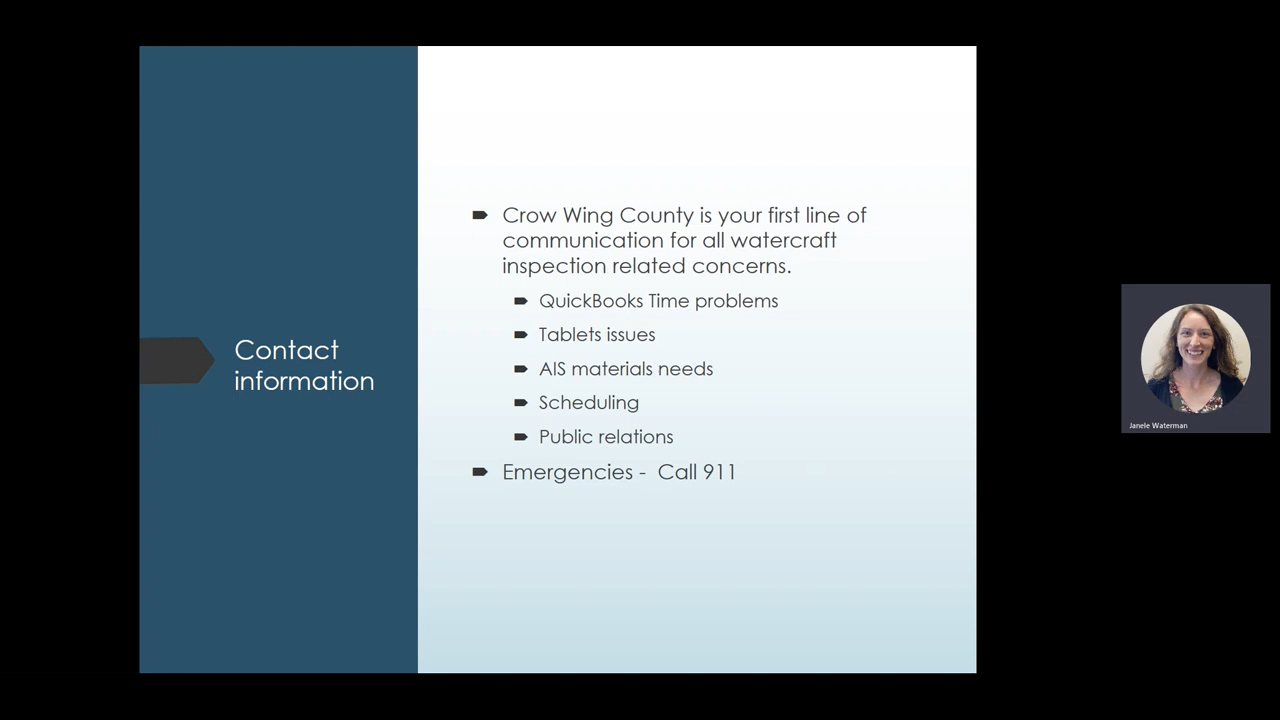 Contact
information
Crow Wing County is your first line of
communication for all watercraft
inspection related concerns.
QuickBooks Time problems
Tablets issues
AIS materials needs
Scheduling
Public relations
Emergencies - Call 911
Janele Waterman